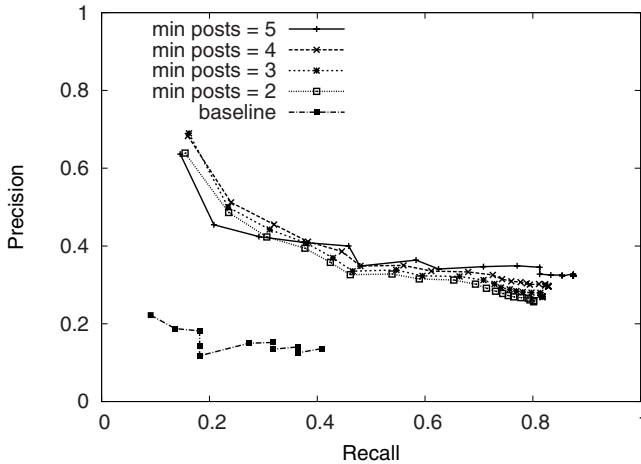 1
min posts = 5
min posts = 4
min posts = 3
min posts = 2
baseline
0.8
0.6
0.4
0.2
0
Precision
0 0.2 0.4 0.6 0.8 1
Recall